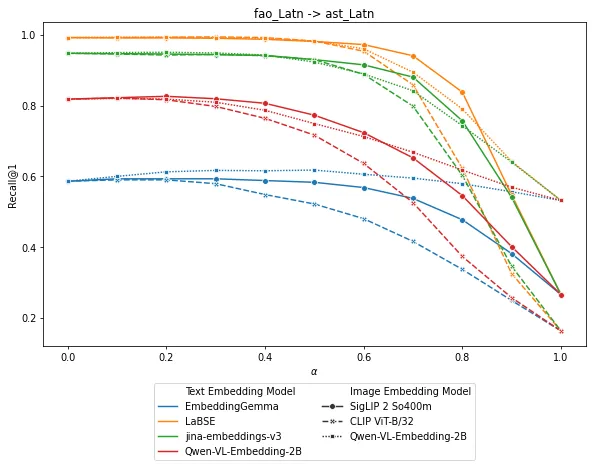 fao_Latn -> ast_Latn
Recall@1
1.0
0.8
0.6
0.4
0.2
0.0
0.2
0.4
0.6
0.8
1.0
α
Text Embedding Model
EmbeddingGemma
LaBSE
jina-embeddings-v3
Qwen-VL-Embedding-2B
Image Embedding Model
SigLIP 2 So400m
CLIP ViT-B/32
Qwen-VL-Embedding-2B